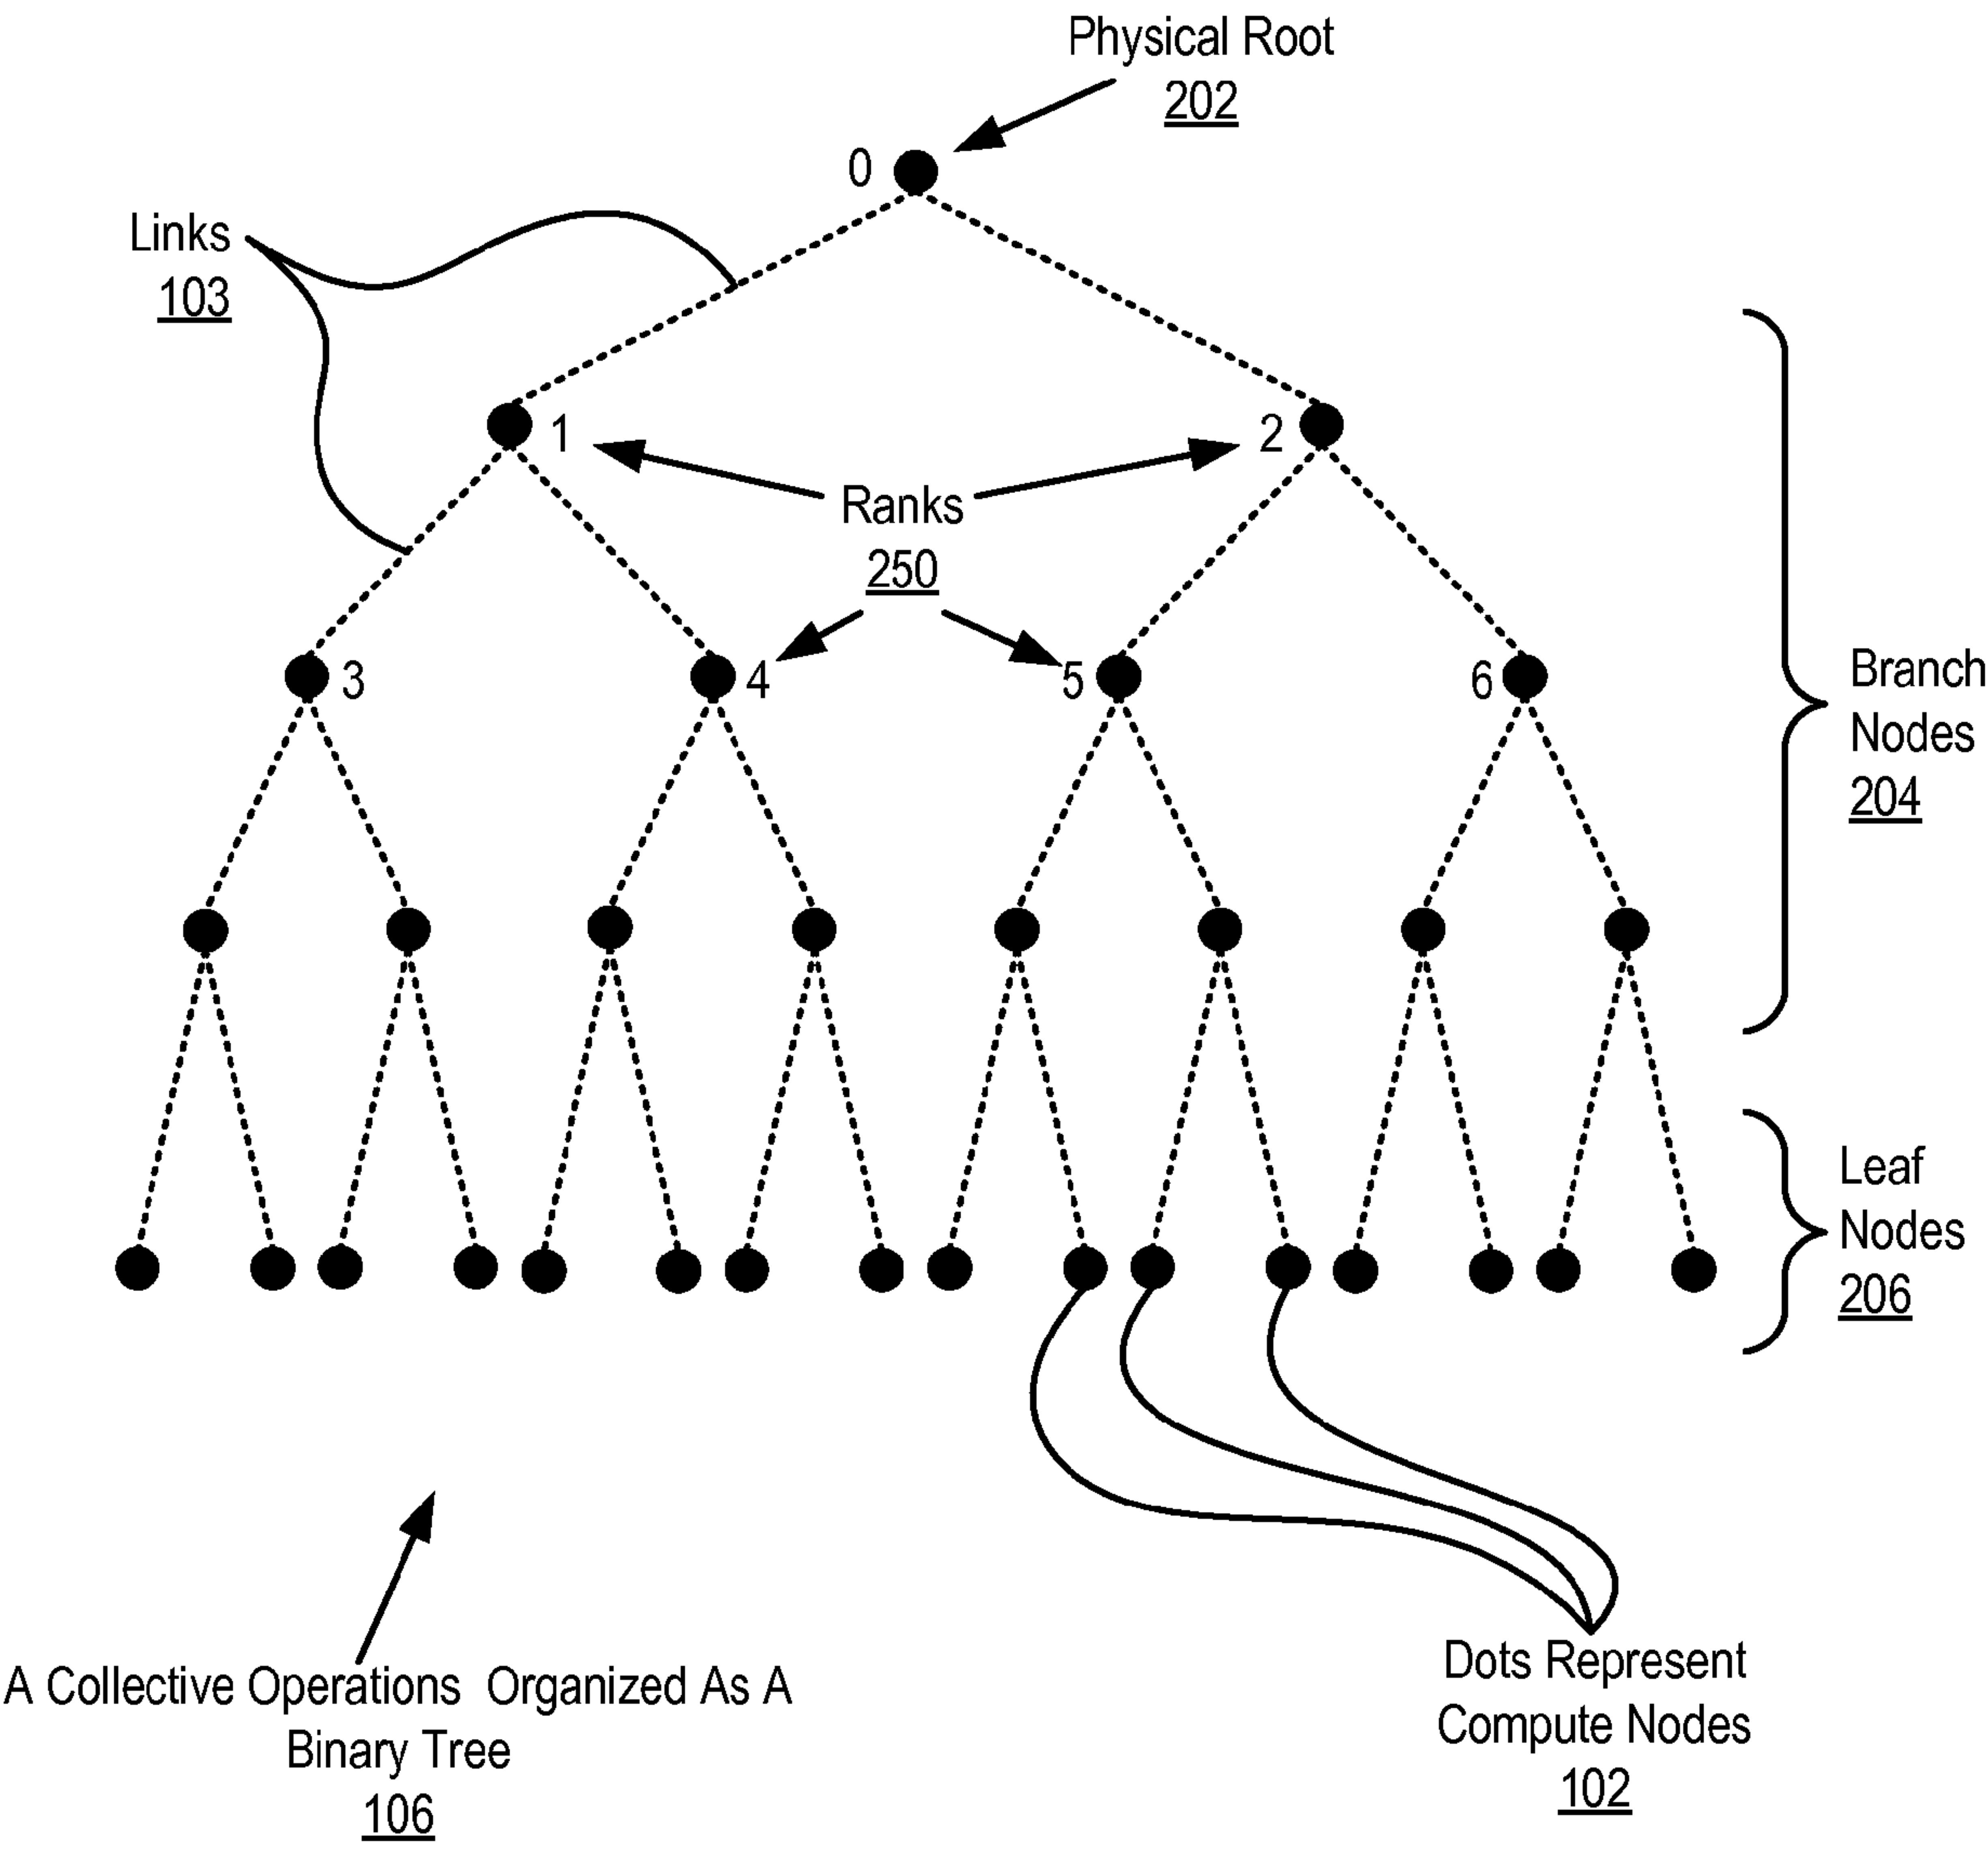 Physical Root
202
0
Links
103
1
2
Ranks
250
3
4
5
6
Branch
Nodes
204
Leaf
Nodes
206
A Collective Operations  Organized As A
Binary Tree
106
Dots Represent
Compute Nodes
102